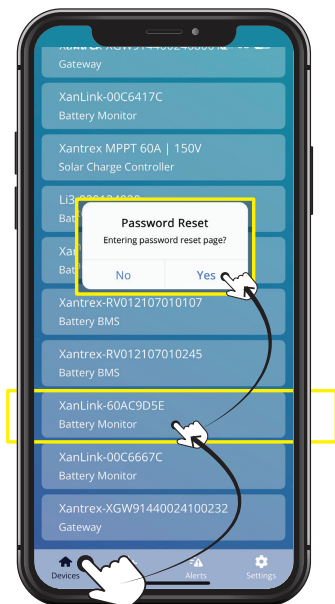 Gateway
XanLink-00C6417C
Battery Monitor
Xantrex MPPT 60A | 150V
Solar Charge Controller
Password Reset
Entering password reset page?
No Yes
Xantrex-RV012107010107
Battery BMS
Xantrex-RV012107010245
Battery BMS
XanLink-60AC9D5E
Battery Monitor
XanLink-00C6667C
Battery Monitor
Xantrex-XGW91440024100232
Gateway
Devices Alerts Settings